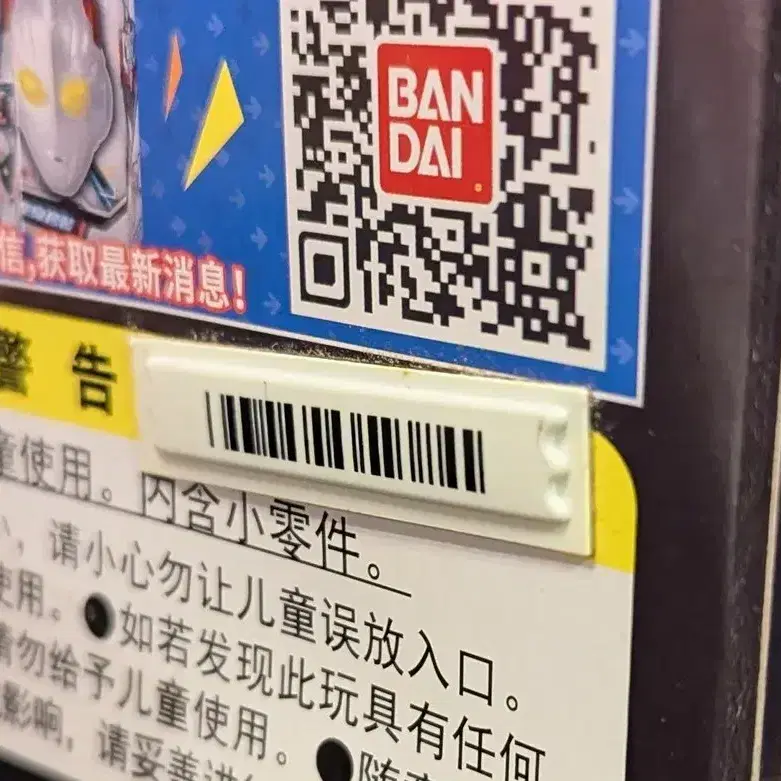 BAN
DAI
信,获取最新消息!
警告
童使用。内含小零件。
,请小心勿让儿童误放入口。
使用。●如若发现此玩具有任何
请勿给予儿童使用。●随
影响,请妥善进